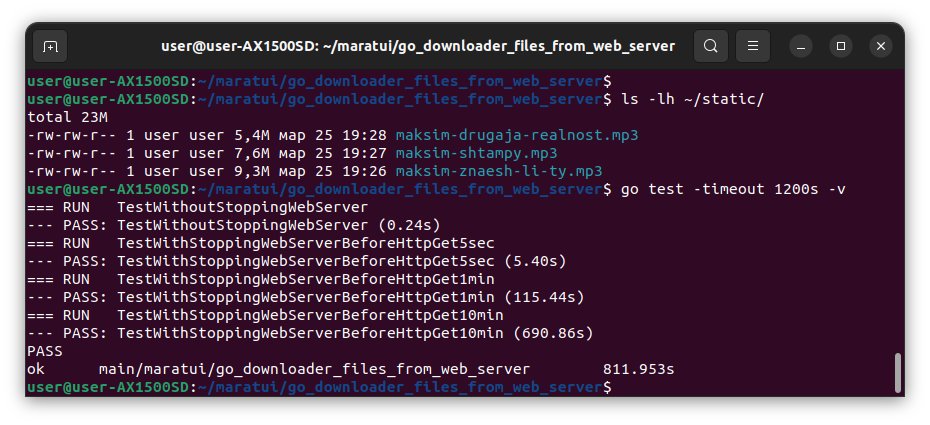 user@user-AX1500SD: ~/maratui/go_downloader_files_from_web_server
user@user-AX1500SD:~/maratui/go_downloader_files_from_web_server$
user@user-AX1500SD:~/maratui/go_downloader_files_from_web_server$ ls -lh ~/static/
total 23M
-rw-rw-r-- 1 user user 5,4M мар 25 19:28 maksim-drugaja-realnost.mp3
-rw-rw-r-- 1 user user 7,6M мар 25 19:27 maksim-shtampy.mp3
-rw-rw-r-- 1 user user 9,3M мар 25 19:26 maksim-znaesh-li-ty.mp3
user@user-AX1500SD:~/maratui/go_downloader_files_from_web_server$ go test -timeout 1200s -v
=== RUN   TestWithoutStoppingWebServer
--- PASS: TestWithoutStoppingWebServer (0.24s)
=== RUN   TestWithStoppingWebServerBeforeHttpGet5sec
--- PASS: TestWithStoppingWebServerBeforeHttpGet5sec (5.40s)
=== RUN   TestWithStoppingWebServerBeforeHttpGet1min
--- PASS: TestWithStoppingWebServerBeforeHttpGet1min (115.44s)
=== RUN   TestWithStoppingWebServerBeforeHttpGet10min
--- PASS: TestWithStoppingWebServerBeforeHttpGet10min (690.86s)
PASS
ok      main/maratui/go_downloader_files_from_web_server        811.953s
user@user-AX1500SD:~/maratui/go_downloader_files_from_web_server$